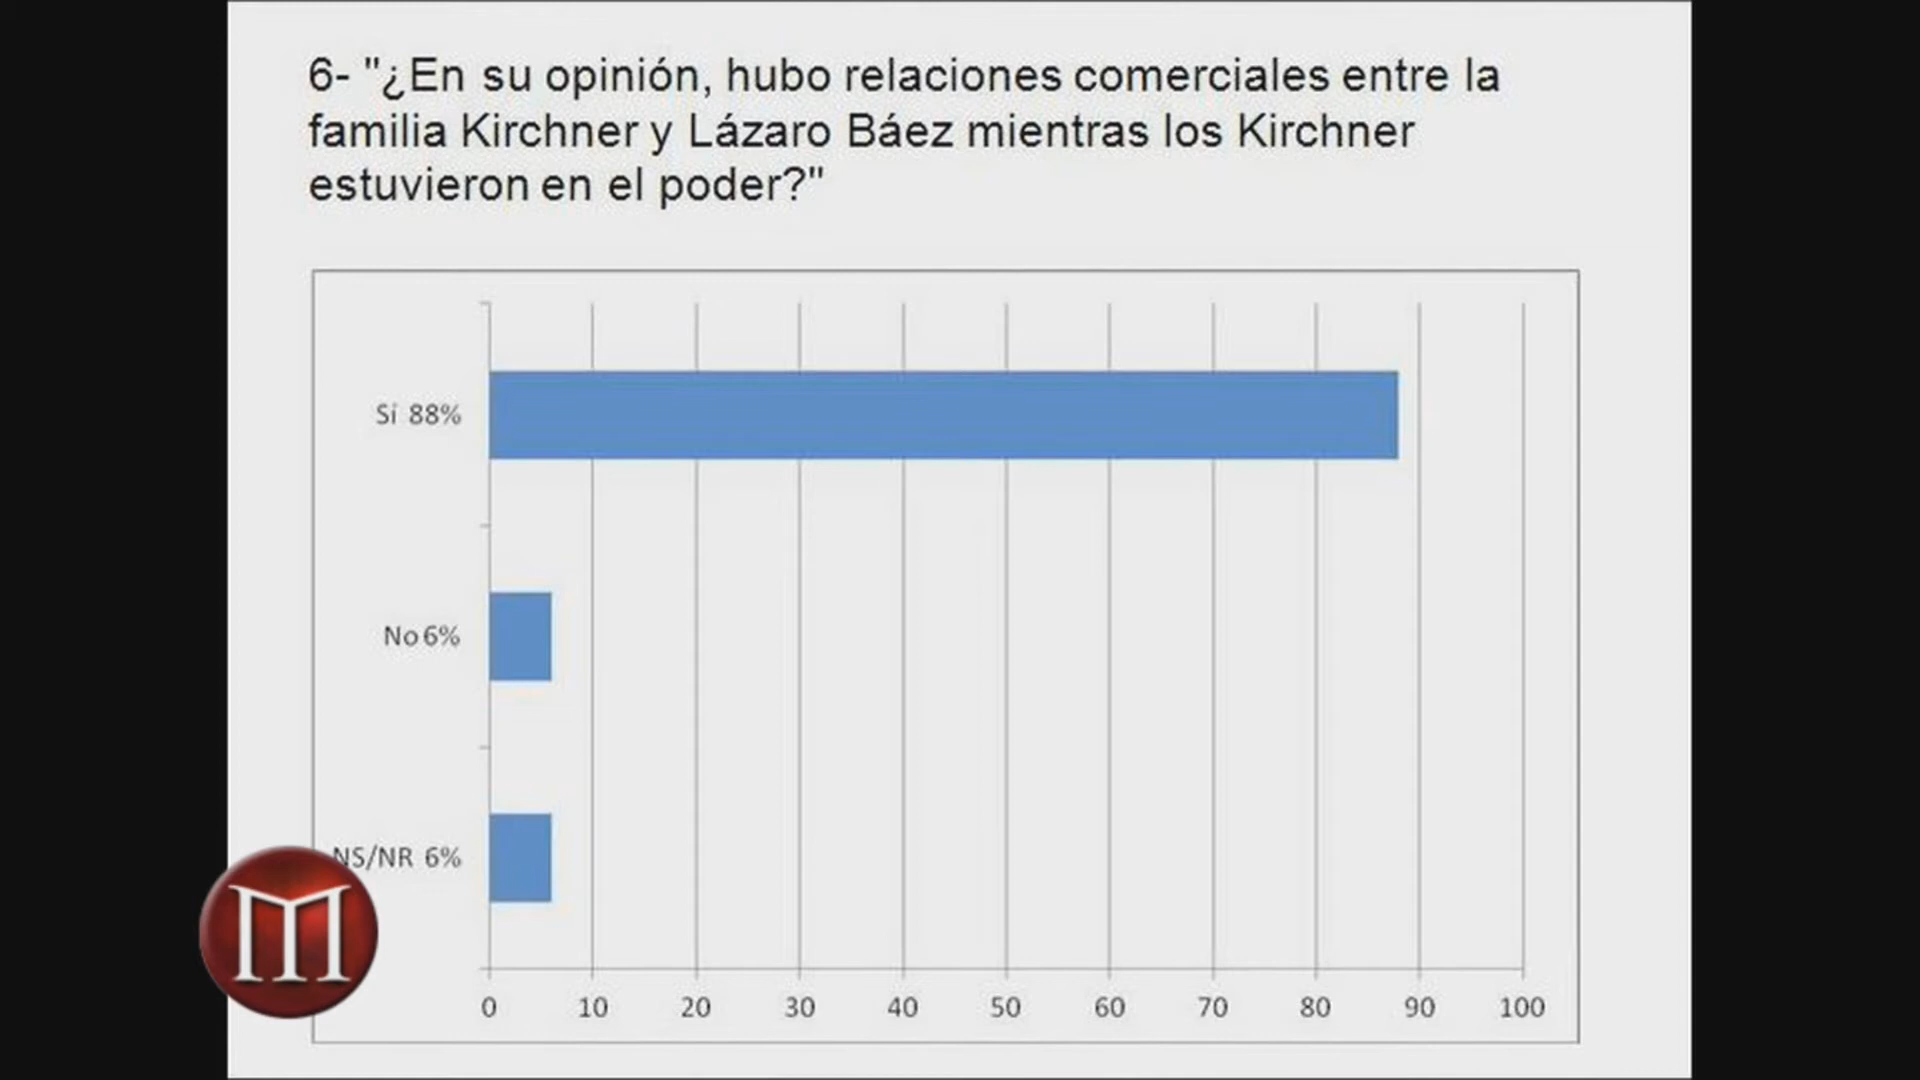 6- "¿En su opinión, hubo relaciones comerciales entre la
familia Kirchner y Lázaro Báez mientras los Kirchner
estuvieron en el poder?"
Sí 88%
No 6%
NS/NR 6%
0 10 20 30 40 50 60 70 80 90 100
M